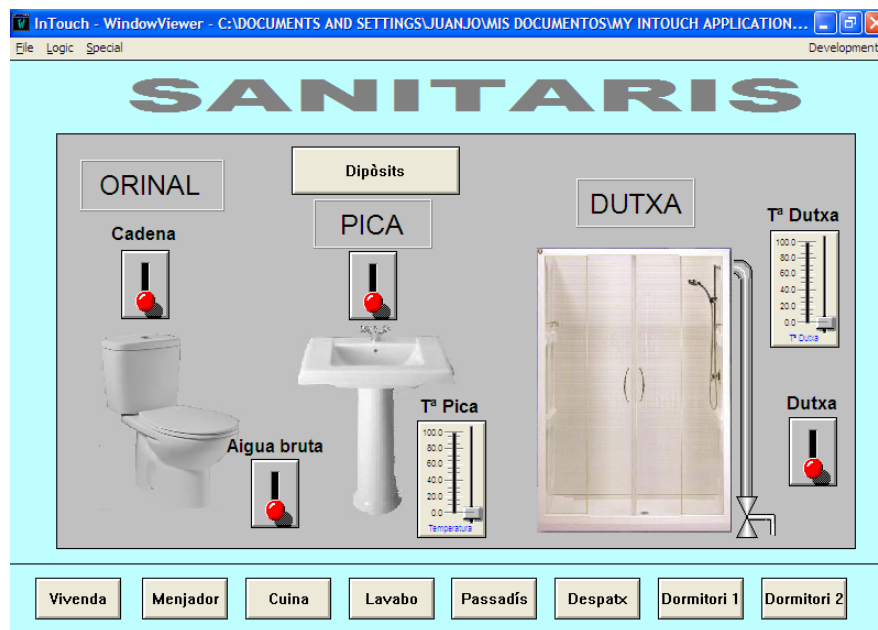 InTouch - WindowViewer - C:\DOCUMENTS AND SETTINGS\JUANJO\MIS DOCUMENTOS\MY INTOUCH APPLICATION...
File Logic Special Development
SANITARIS
ORINAL
Dipòsits
PICA
DUTXA
Tª Dutxa
Cadena
100.0
80.0
60.0
40.0
20.0
0.0
Tª Dutxa
Tª Pica
Dutxa
Aigua bruta
100.0
80.0
60.0
40.0
20.0
0.0
Temperatura
Vivenda Menjador Cuina Lavabo Passadís Despatx Dormitori 1 Dormitori 2